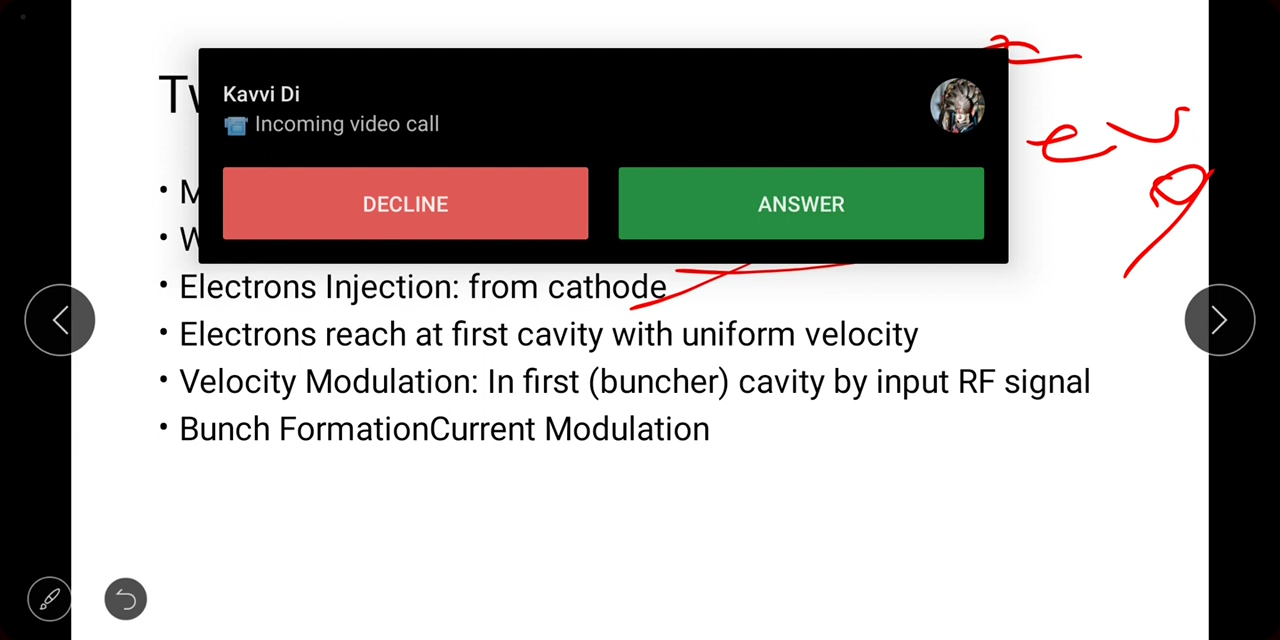 Kavvi Di
Incoming video call
DECLINE
ANSWER
• Electrons Injection: from cathode
• Electrons reach at first cavity with uniform velocity
• Velocity Modulation: In first (buncher) cavity by input RF signal
• Bunch FormationCurrent Modulation